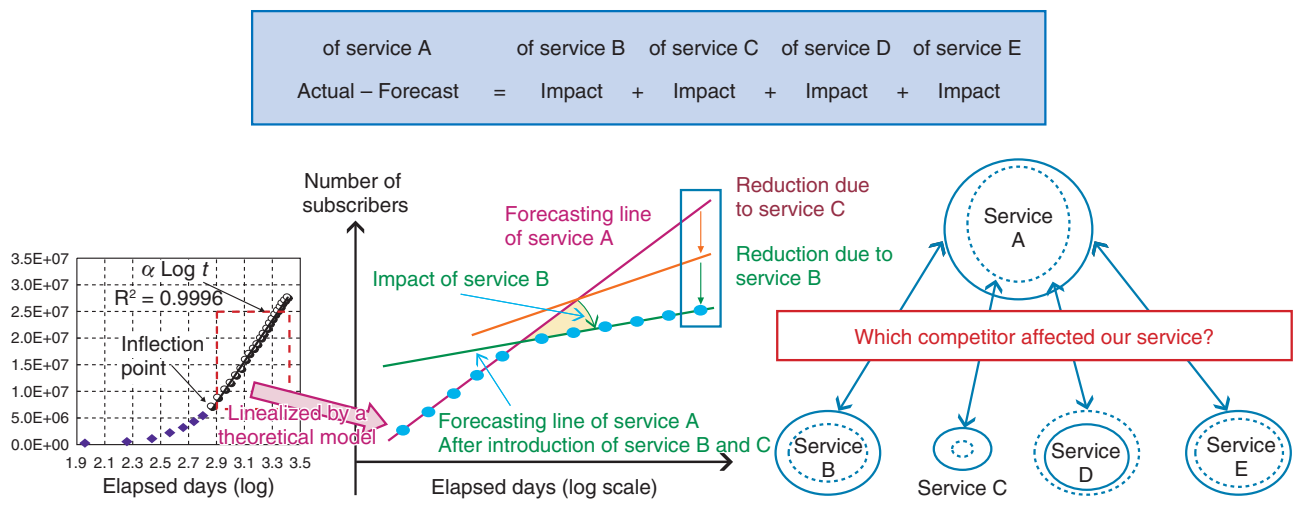 of service A of service B of service C of service D of service E
Actual – Forecast = Impact + Impact + Impact + Impact
3.5E+07
3.0E+07
2.5E+07
2.0E+07
1.5E+07
1.0E+07
5.0E+06
0.0E+00
1.9 2.1 2.3 2.5 2.7 2.9 3.1 3.3 3.5
Elapsed days (log)
α Log t
R² = 0.9996
Inflection
point
Linealized by a
theoretical model
Number of
subscribers
Forecasting line
of service A
Impact of service B
Reduction due
to service C
Reduction due to
service B
Forecasting line of service A
After introduction of service B and C
Elapsed days (log scale)
Service
A
Which competitor affected our service?
Service
B
Service C
Service
D
Service
E